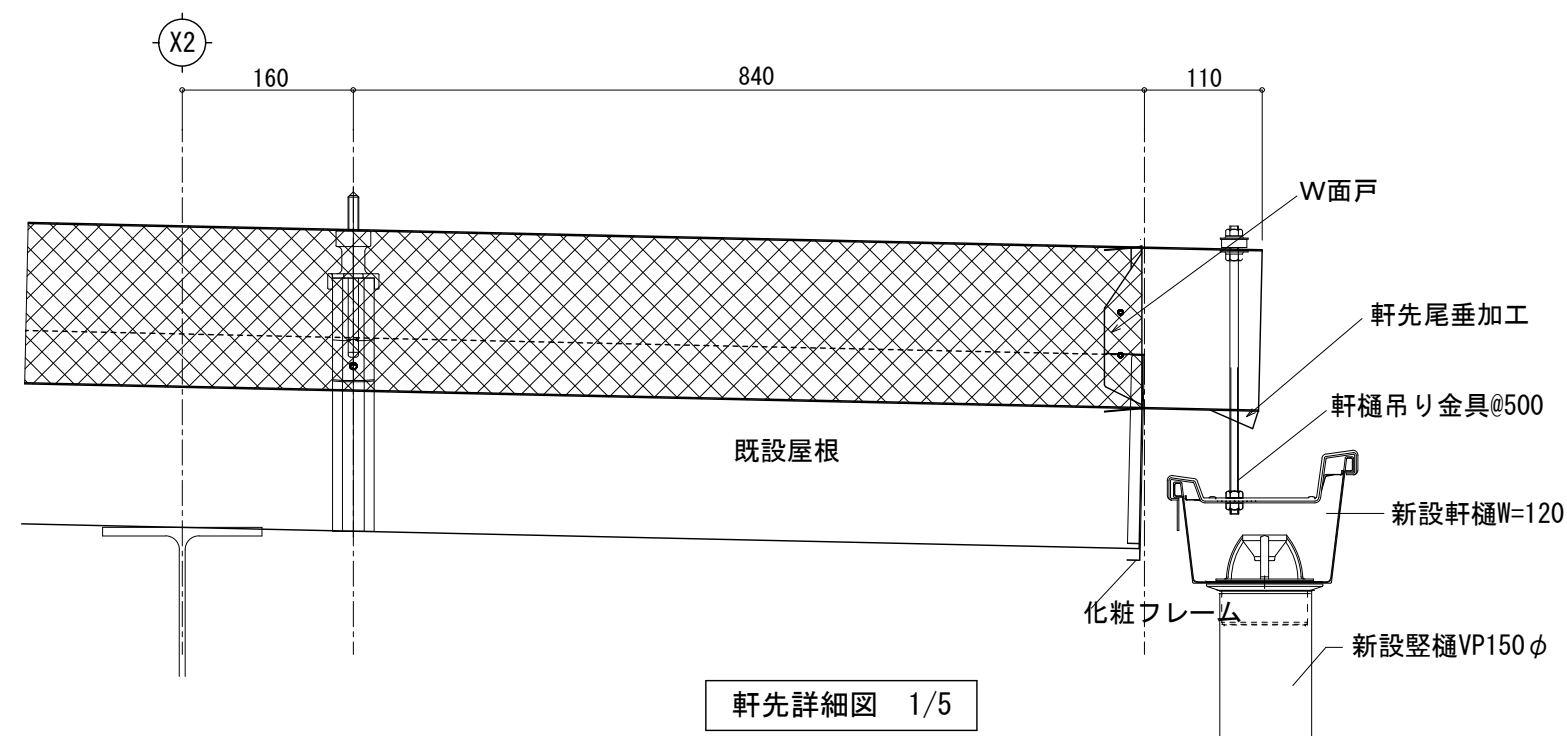 X2
160
840
110
W面戸
軒先尾垂加工
軒樋吊り金具@500
既設屋根
新設軒樋W=120
化粧フレーム
新設竪樋VP150φ
軒先詳細図 1/5